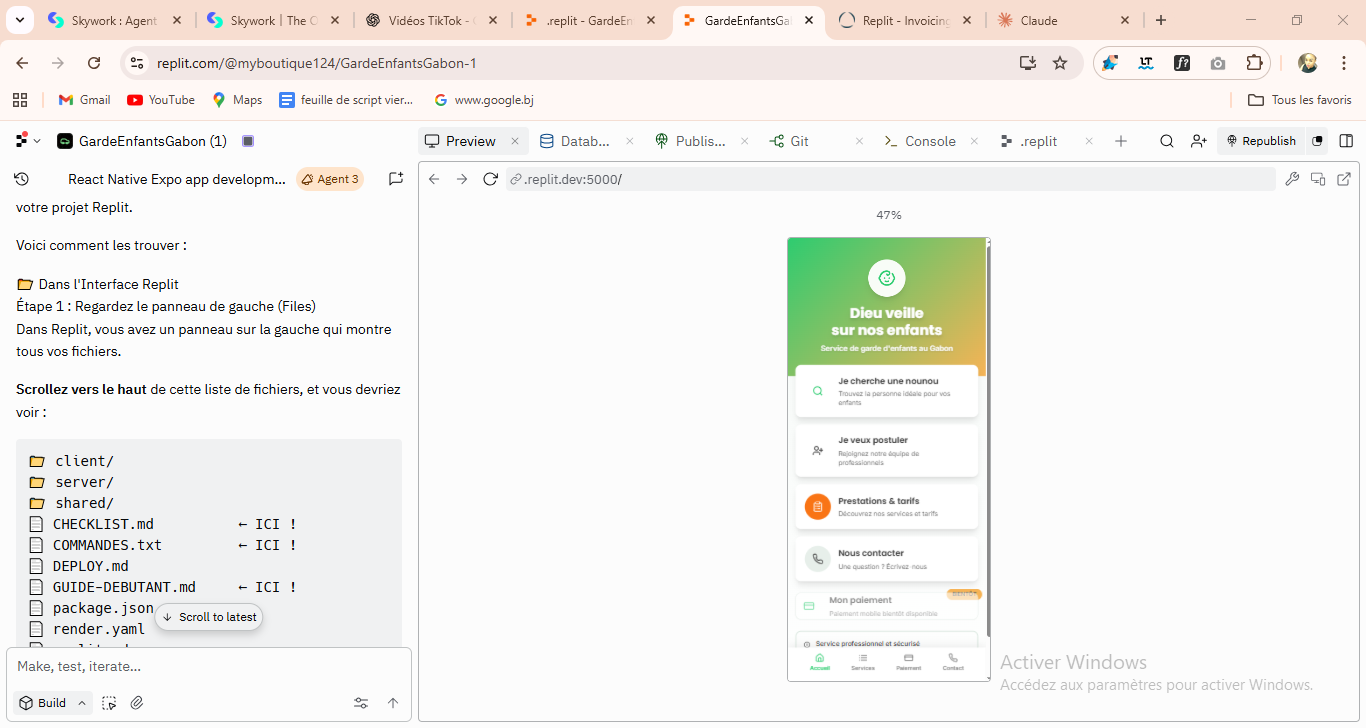 Skywork : Agent
Skywork | The O
Vidéos TikTok -
.replit - GardeEn
GardeEnfantsGa
Replit - Invoicing
Claude
replit.com/@myboutique124/GardeEnfantsGabon-1
Gmail
YouTube
Maps
feuille de script vier...
www.google.bj
Tous les favoris
GardeEnfantsGabon (1)
Preview
Datab...
Publis...
Git
Console
.replit
Republish
React Native Expo app developm...
Agent 3
.replit.dev:5000/
votre projet Replit.
47%
Voici comment les trouver :
Dans l'Interface Replit
Étape 1 : Regardez le panneau de gauche (Files)
Dans Replit, vous avez un panneau sur la gauche qui montre
tous vos fichiers.
Scrollez vers le haut de cette liste de fichiers, et vous devriez
voir :
client/
server/
shared/
CHECKLIST.md ← ICI !
COMMANDES.txt ← ICI !
DEPLOY.md
GUIDE-DEBUTANT.md ← ICI !
package.json
render.yaml
Scroll to latest
Make, test, iterate...
Build
Dieu veille
sur nos enfants
Service de garde d'enfants au Gabon
Je cherche une nounou
Trouvez la personne idéale pour vos
enfants
Je veux postuler
Rejoignez notre équipe de
professionnels
Prestations & tarifs
Découvrez nos services et tarifs
Nous contacter
Une question ? Écrivez-nous
BIENTÔT
Mon paiement
Paiement mobile bientôt disponible
Service professionnel et sécurisé
Accueil
Services
Paiement
Contact
Activer Windows
Accédez aux paramètres pour activer Windows.